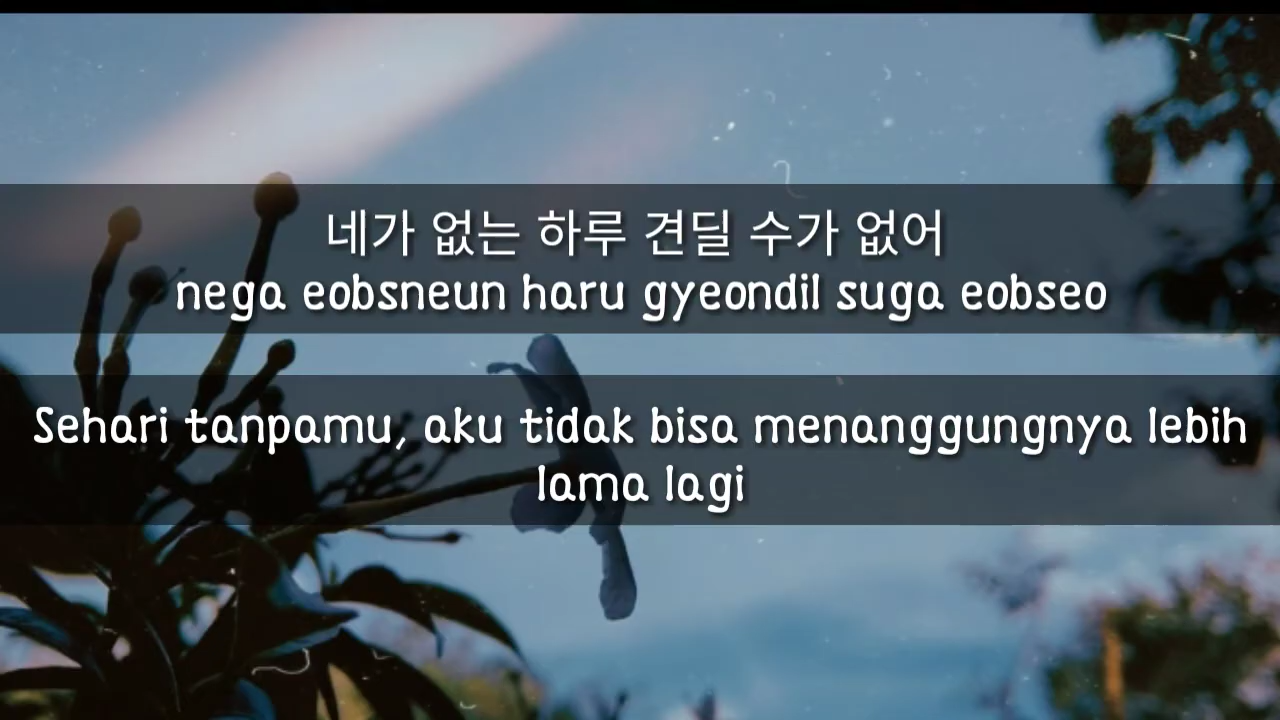 네가 없는 하루 견딜 수가 없어
nega eobsneun haru gyeondil suga eobseo
Sehari tanpamu, aku tidak bisa menanggungnya lebih
lama lagi